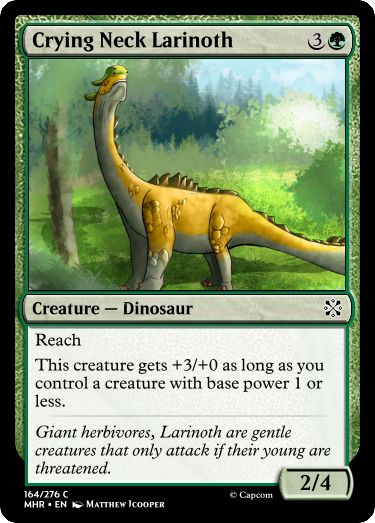 Crying Neck Larinoth 3
Creature — Dinosaur
Reach
This creature gets +3/+0 as long as you
control a creature with base power 1 or
less.
Giant herbivores, Larinoth are gentle
creatures that only attack if their young are
threatened.
2/4
164/276 C
MHR • EN Matthew Jcooper
© Capcom